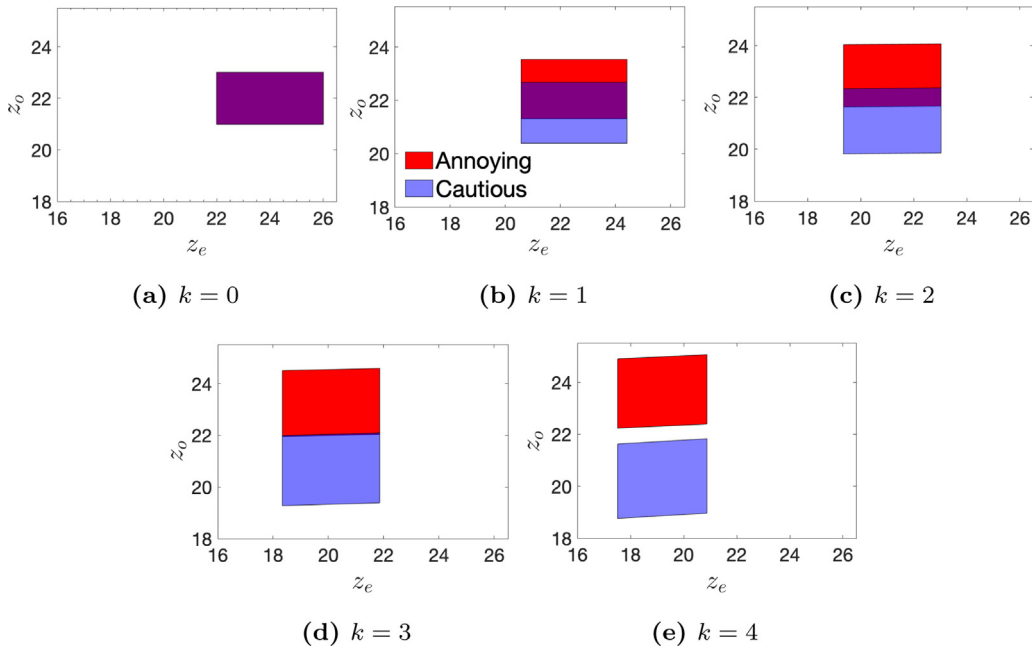 24
22
20
18
z_o
16 18 20 22 24 26
z_e
(a) k = 0
24
22
20
18
z_o
Annoying
Cautious
16 18 20 22 24 26
z_e
(b) k = 1
24
22
20
18
z_o
16 18 20 22 24 26
z_e
(c) k = 2
24
22
20
18
z_o
16 18 20 22 24 26
z_e
(d) k = 3
24
22
20
18
z_o
16 18 20 22 24 26
z_e
(e) k = 4